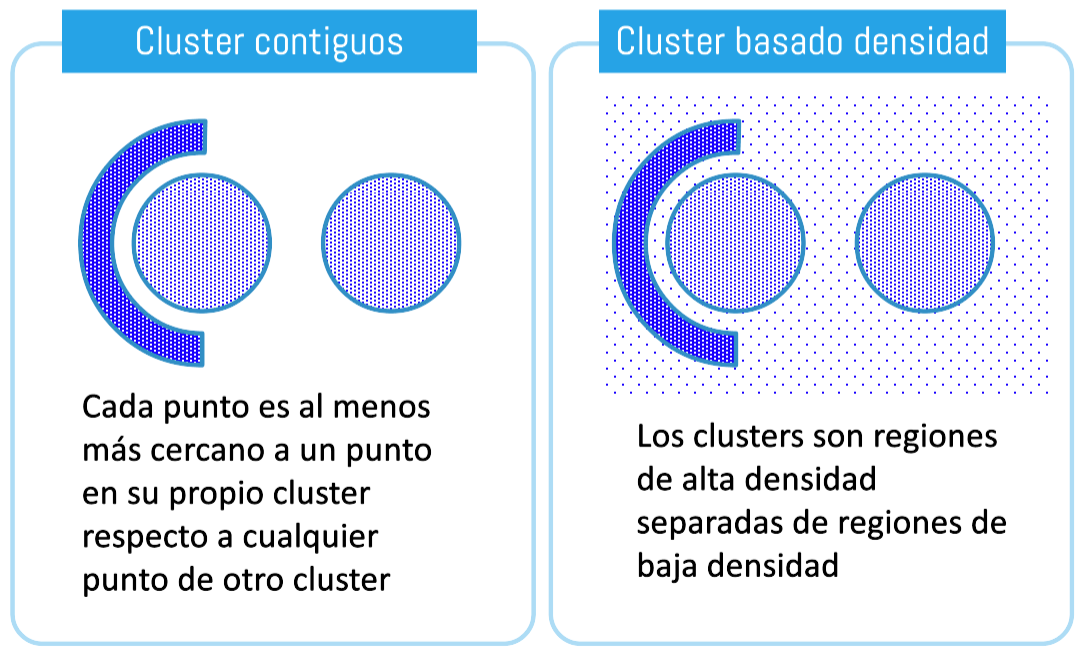 Cluster contiguos
Cada punto es al menos
más cercano a un punto
en su propio cluster
respecto a cualquier
punto de otro cluster
Cluster basado densidad
Los clusters son regiones
de alta densidad
separadas de regiones de
baja densidad